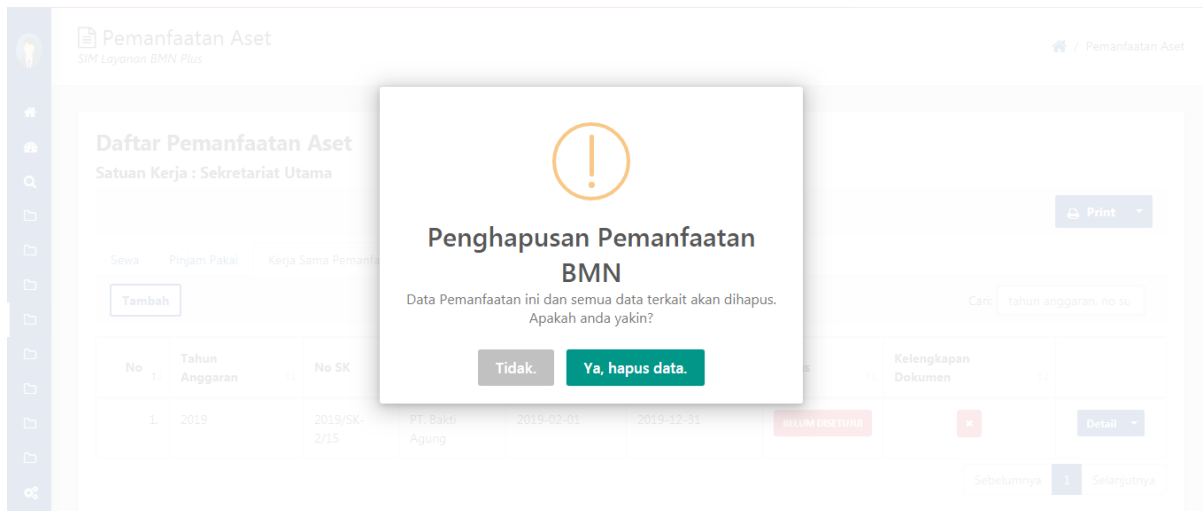 Pemanfaatan Aset
SIM Layanan BMN Plus
/ Pemanfaatan Aset
Daftar Pemanfaatan Aset
Satuan Kerja : Sekretariat Utama
Print
Sewa Pinjam Pakai Kerja Sama
Tambah
Cari: tahun anggaran, no su
Penghapusan Pemanfaatan
BMN
Data Pemanfaatan ini dan semua data terkait akan dihapus.
Apakah anda yakin?
Tidak. Ya, hapus data.
No Tahun Anggaran No SK Kelengkapan Dokumen
1. 2019 2019/SK-2/15 PT. Bakti Agung 2019-02-01 2019-12-31 BELUM DISETUJUI Detail
Sebelumnya 1 Selanjutnya